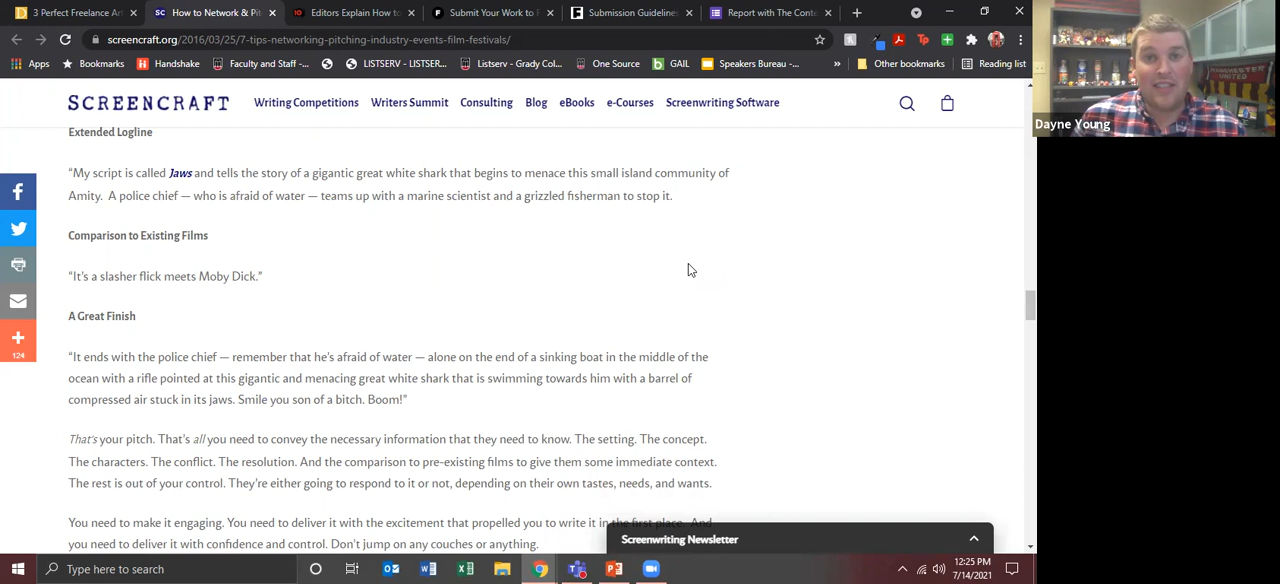 3 Perfect Freelance Ar
How to Network & Pit
Editors Explain How to
Submit Your Work to
Submission Guidelines
Report with The Conte
screencraft.org/2016/03/25/7-tips-networking-pitching-industry-events-film-festivals/
Apps Bookmarks Handshake Faculty and Staff -... LISTSERV - LISTSER... Listserv - Grady Col... One Source GAIL Speakers Bureau -... » Other bookmarks Reading list
SCREENCRAFT Writing Competitions Writers Summit Consulting Blog eBooks e-Courses Screenwriting Software
Dayne Young
Extended Logline
“My script is called Jaws and tells the story of a gigantic great white shark that begins to menace this small island community of
Amity. A police chief — who is afraid of water — teams up with a marine scientist and a grizzled fisherman to stop it.
Comparison to Existing Films
“It’s a slasher flick meets Moby Dick.”
A Great Finish
124
“It ends with the police chief — remember that he’s afraid of water — alone on the end of a sinking boat in the middle of the
ocean with a rifle pointed at this gigantic and menacing great white shark that is swimming towards him with a barrel of
compressed air stuck in its jaws. Smile you son of a bitch. Boom!”
That’s your pitch. That’s all you need to convey the necessary information that they need to know. The setting. The concept.
The characters. The conflict. The resolution. And the comparison to pre-existing films to give them some immediate context.
The rest is out of your control. They’re either going to respond to it or not, depending on their own tastes, needs, and wants.
You need to make it engaging. You need to deliver it with the excitement that propelled you to write it in the first place. And
you need to deliver it with confidence and control. Don’t jump on any couches or anything.
Screenwriting Newsletter
Type here to search
12:25 PM
7/14/2021